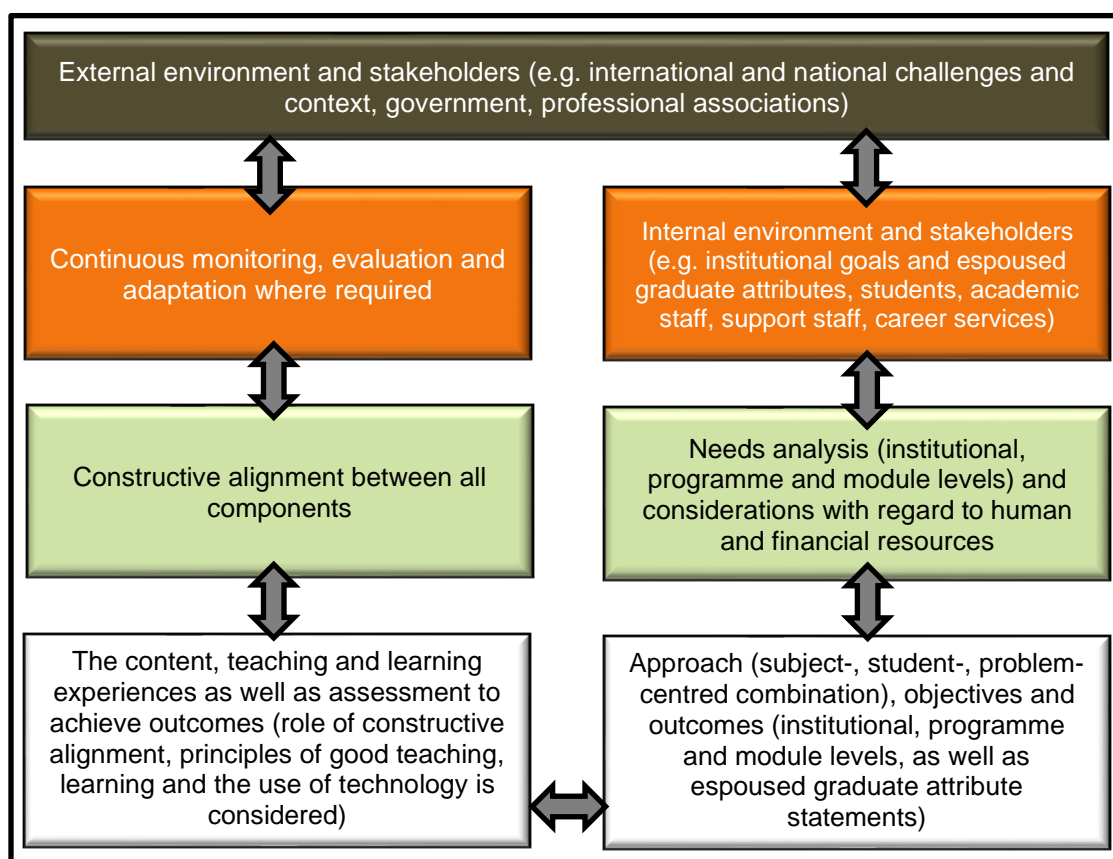 External environment and stakeholders (e.g. international and national challenges and
context, government, professional associations)
Continuous monitoring, evaluation and
adaptation where required
Internal environment and stakeholders
(e.g. institutional goals and espoused
graduate attributes, students, academic
staff, support staff, career services)
Constructive alignment between all
components
Needs analysis (institutional,
programme and module levels) and
considerations with regard to human
and financial resources
The content, teaching and learning
experiences as well as assessment to
achieve outcomes (role of constructive
alignment, principles of good teaching,
learning and the use of technology is
considered)
Approach (subject-, student-, problem-
centred combination), objectives and
outcomes (institutional, programme
and module levels, as well as
espoused graduate attribute
statements)